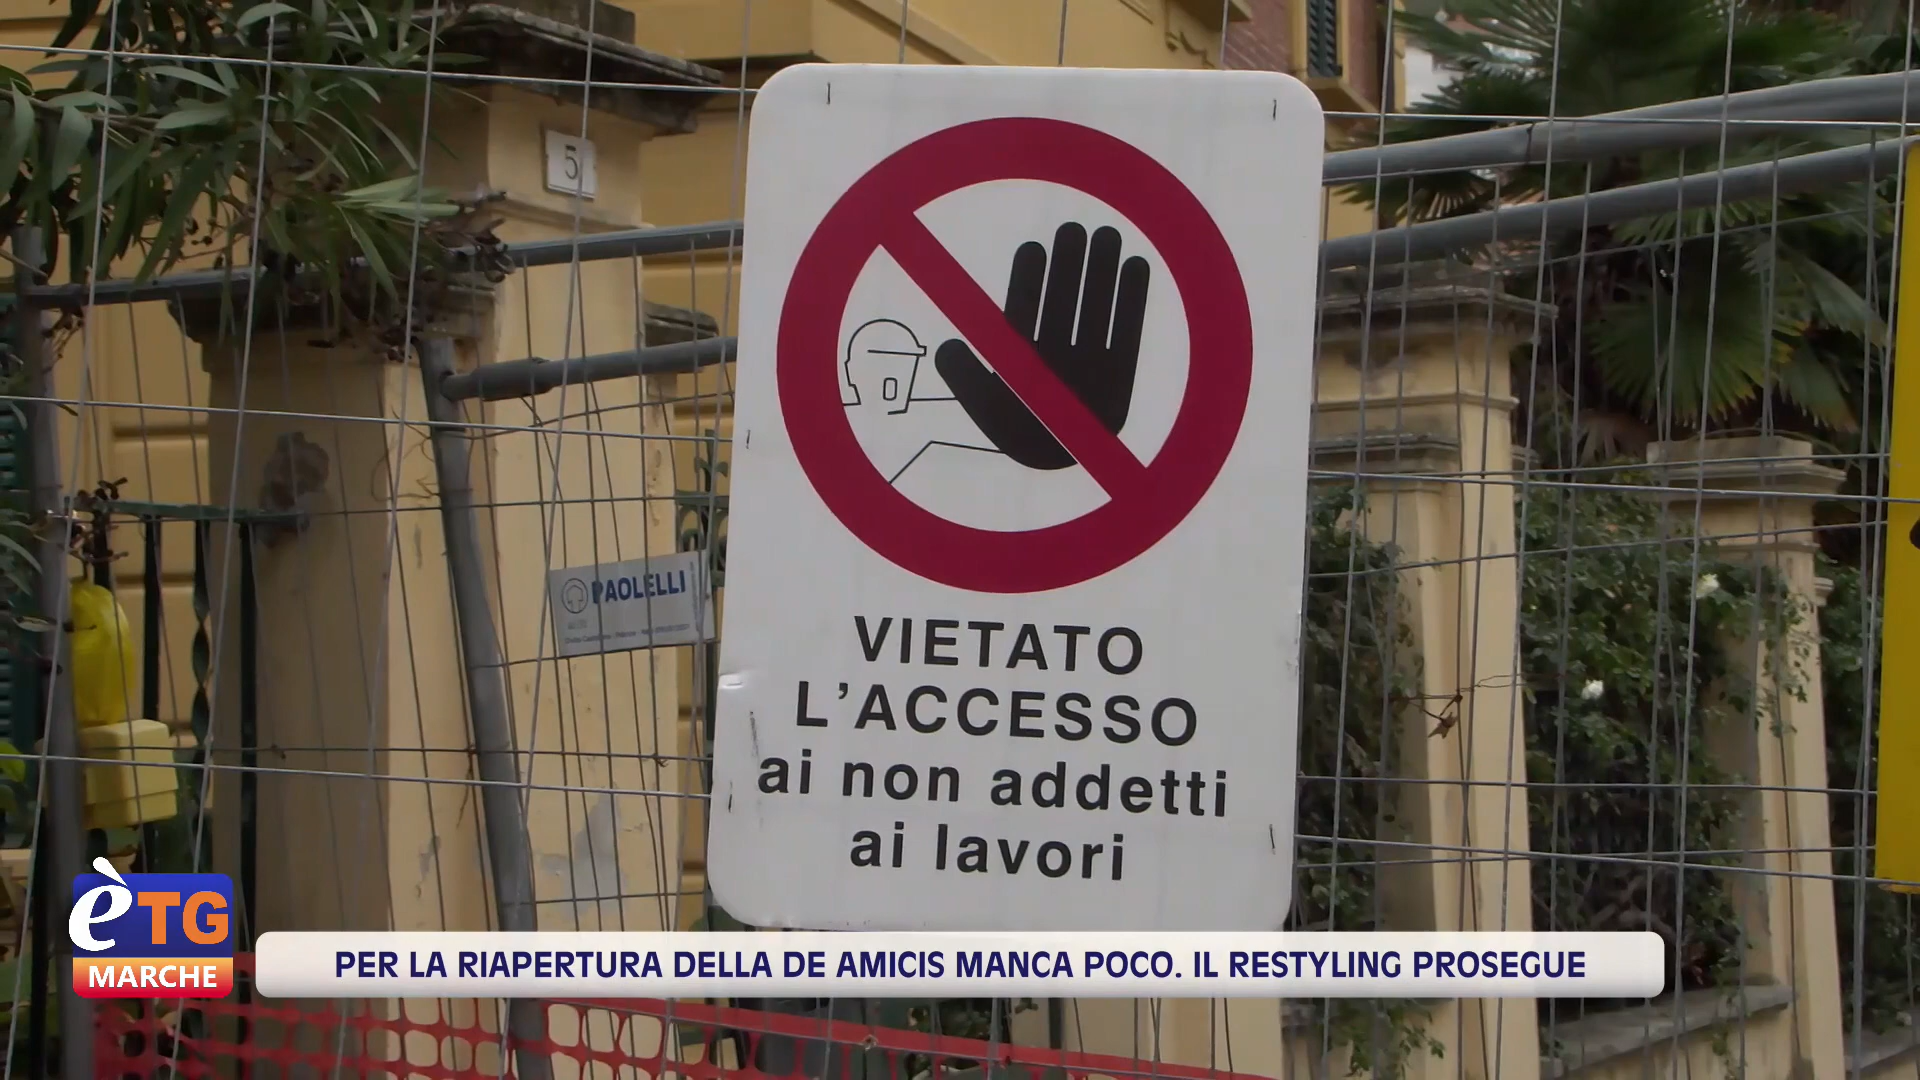 5
PAOLELLI
VIETATO
L'ACCESSO
ai non addetti
ai lavori
èTG
MARCHE
PER LA RIAPERTURA DELLA DE AMICIS MANCA POCO. IL RESTYLING PROSEGUE